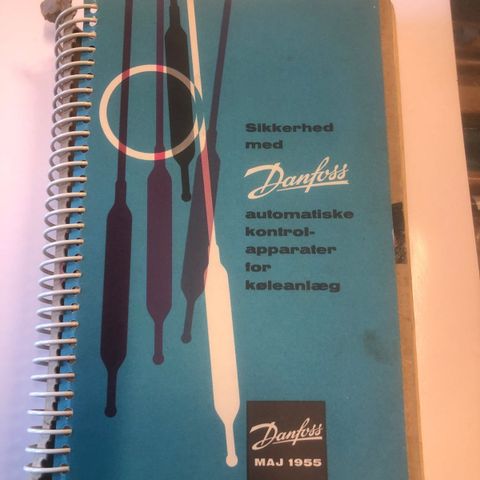 Sikkerhed
med
Danfoss
automatiske
kontrol-
apparater
for
køleanlæg
Danfoss
MAJ 1955